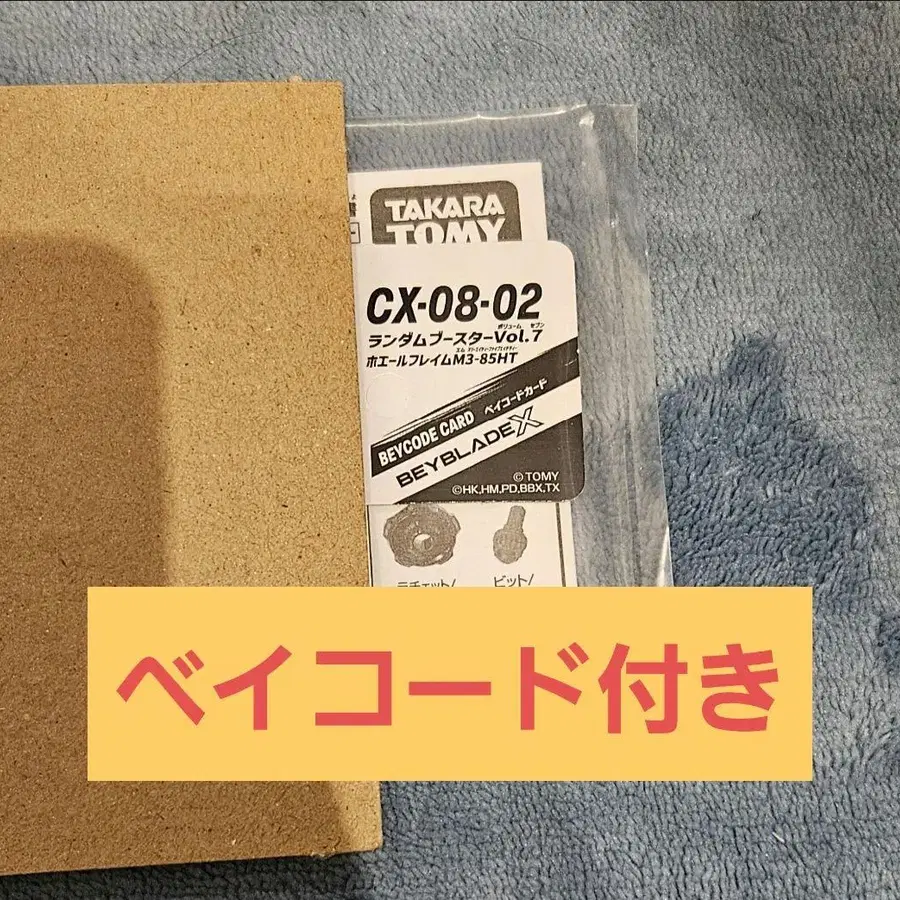 TAKARA
TOMY
CX-08-02
ボリューム セブン
ランダムブースターVol.7
ホエールフレイムM3-85HT
BEYCODE CARD ベイコードカード
BEYBLADE X
©TOMY
©HK,HM,PD,BBX,TX
ラチェット/ ビット/
ベイコード付き